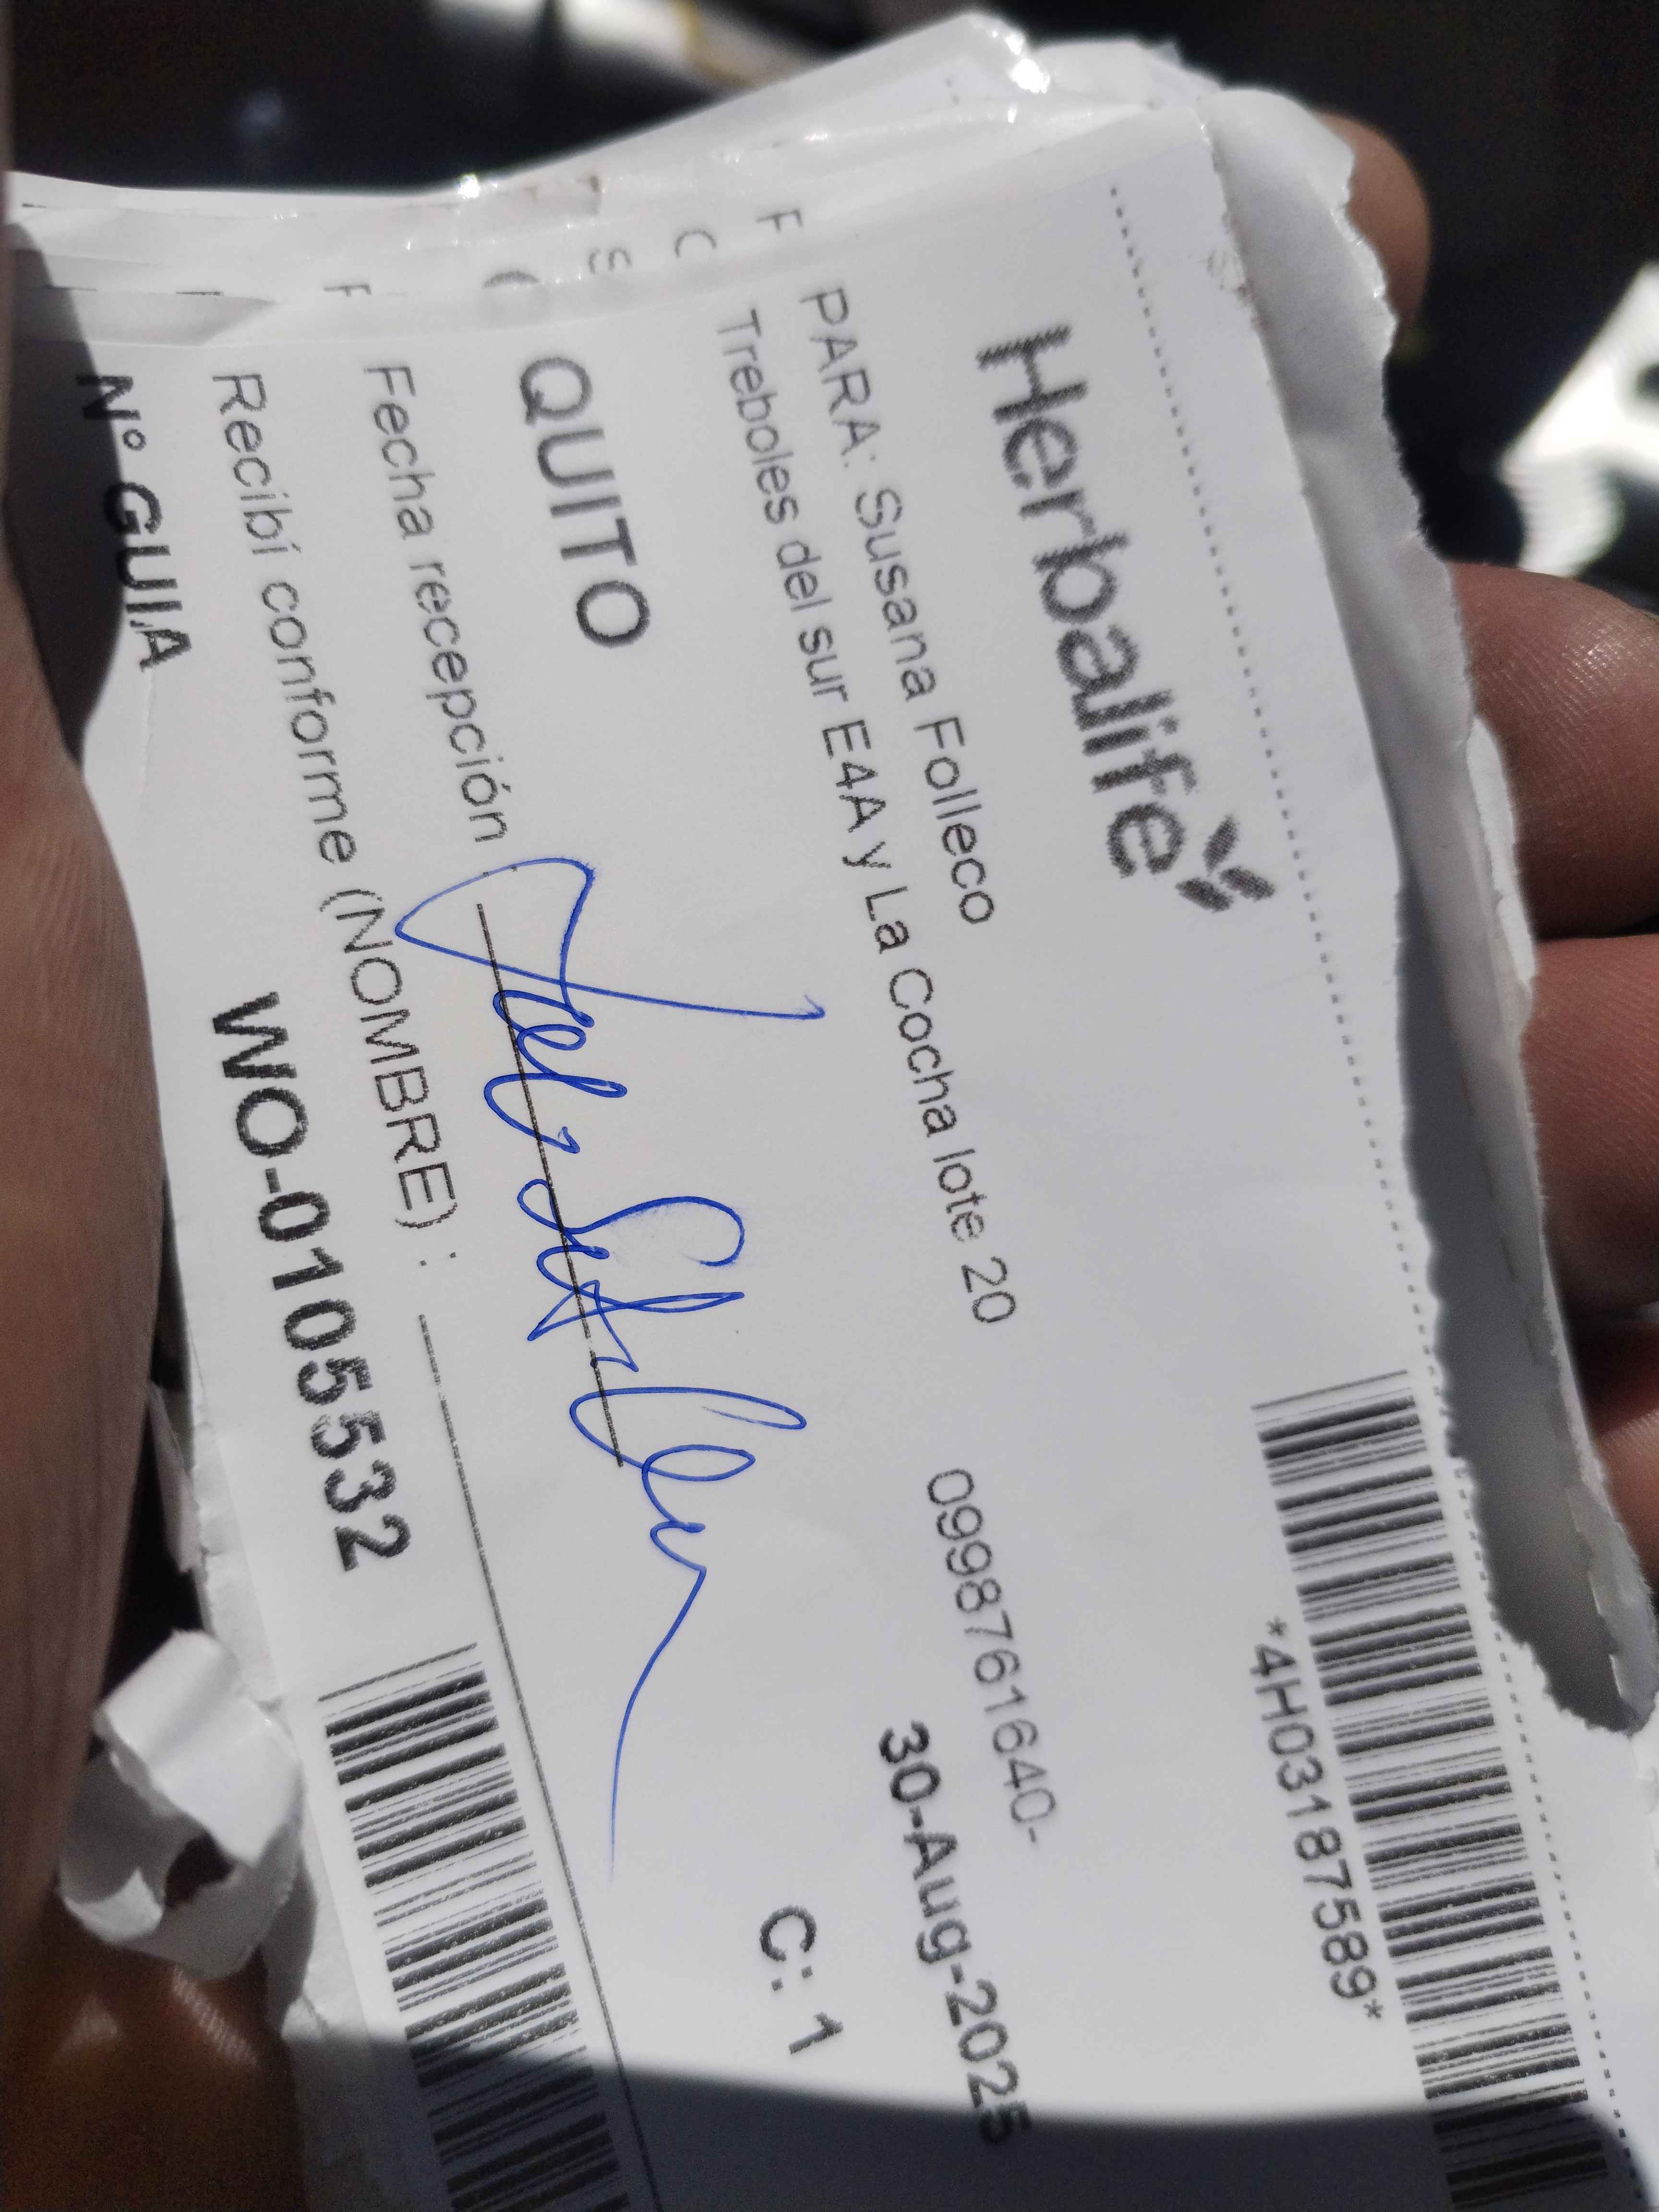 *4H03187589*
Herbalife
PARA: Susana Folleco 0998761640-
Treboles del sur E4A y La Cocha lote 20
30-Aug-2025
QUITO C: 1
Fecha recepción
Recibí conforme (NOMBRE) :
N° GUIA WO-0105532
F
C
S
C
F